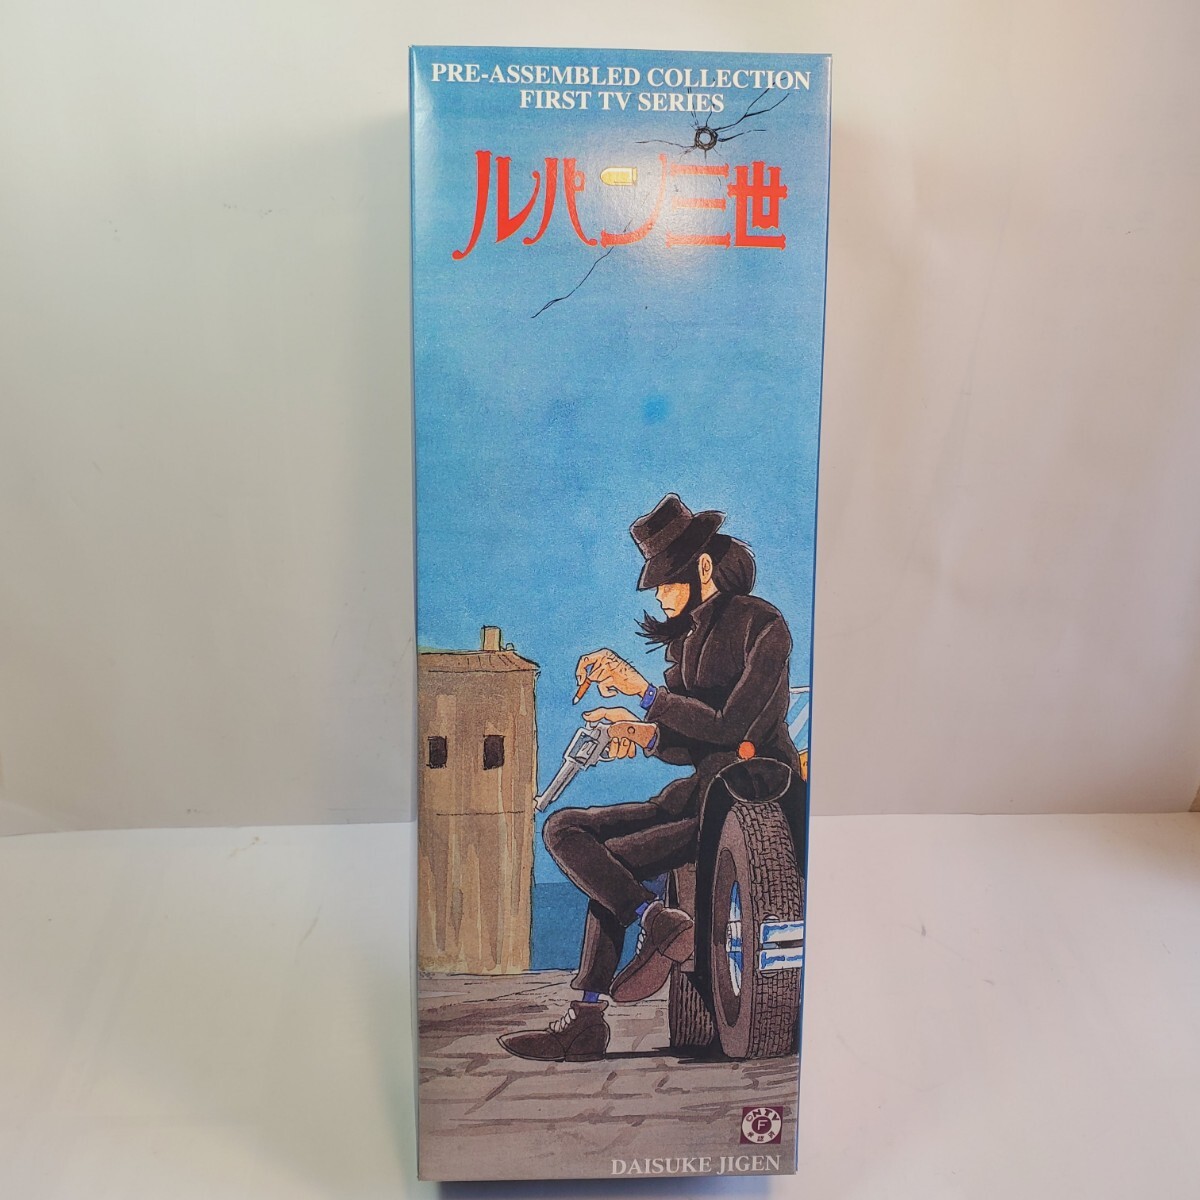 PRE-ASSEMBLED COLLECTION
FIRST TV SERIES
ルパン三世
F
DAISUKE JIGEN